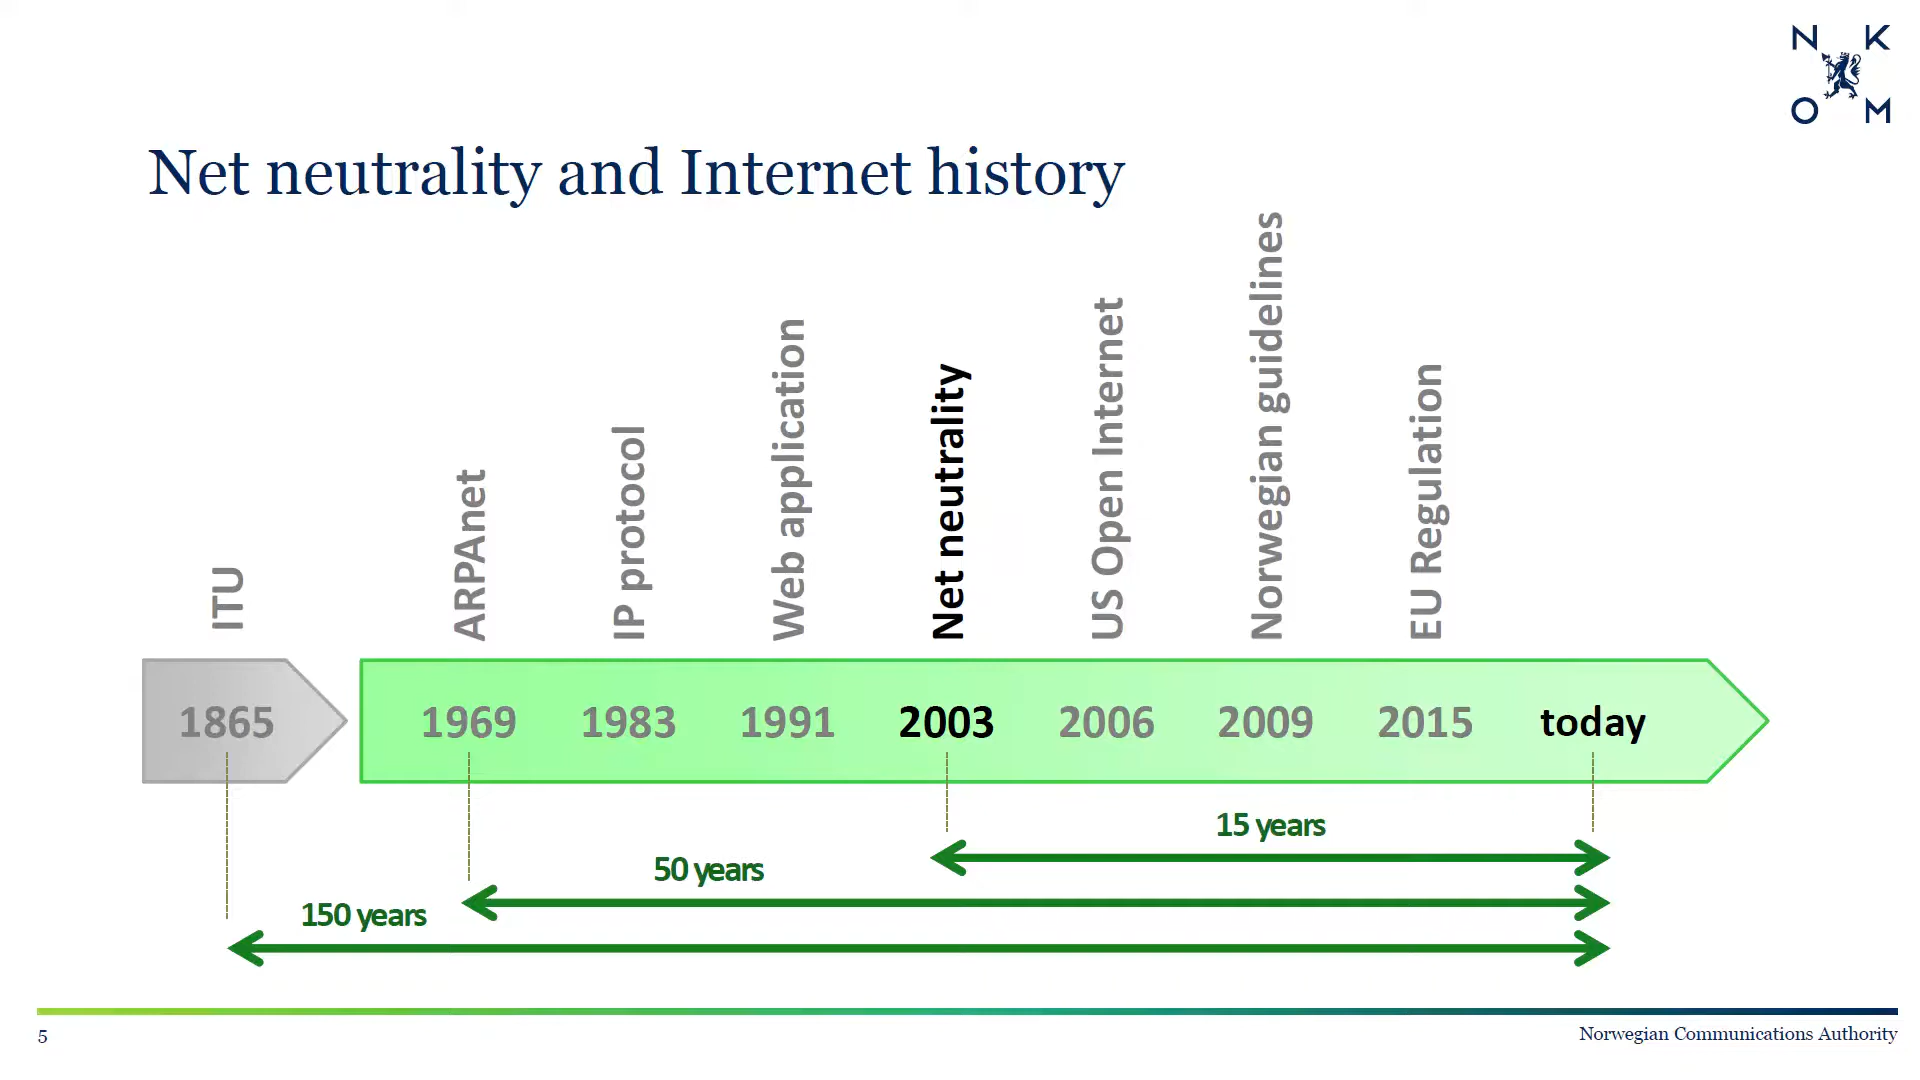 N K
O M
Net neutrality and Internet history
ITU
ARPAnet
IP protocol
Web application
Net neutrality
US Open Internet
Norwegian guidelines
EU Regulation
1865
1969
1983
1991
2003
2006
2009
2015
today
15 years
50 years
150 years
5
Norwegian Communications Authority